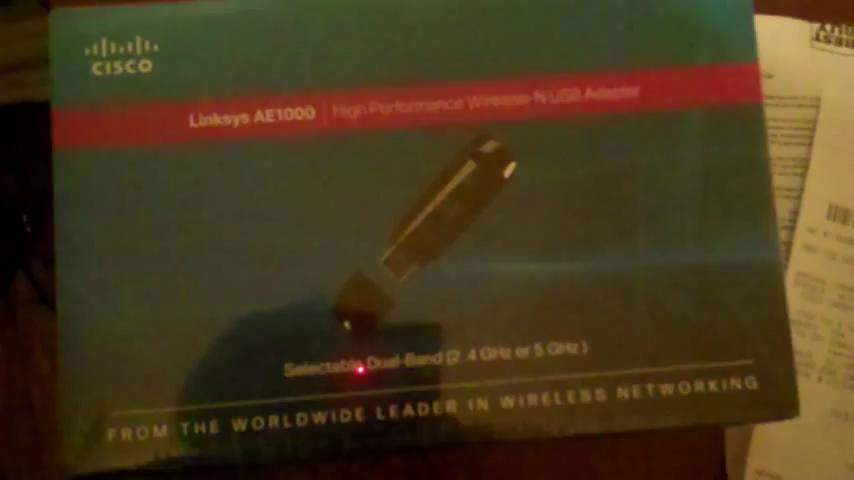 CISCO
Linksys AE1000 | High Performance Wireless-N USB Adapter
Selectable Dual-Band (2.4 GHz or 5 GHz)
FROM THE WORLDWIDE LEADER IN WIRELESS NETWORKING